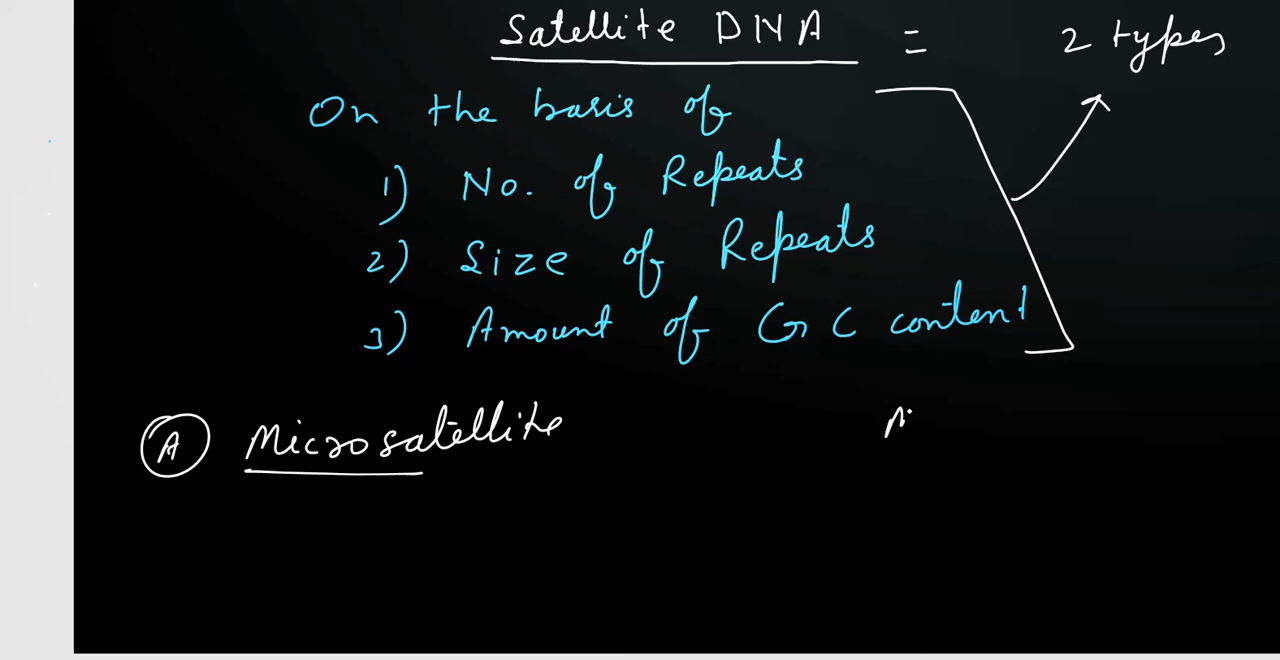 Satellite DNA = 2 types
On the basis of
1) No. of Repeats
2) Size of Repeats
3) Amount of GC content
A Microsatellite